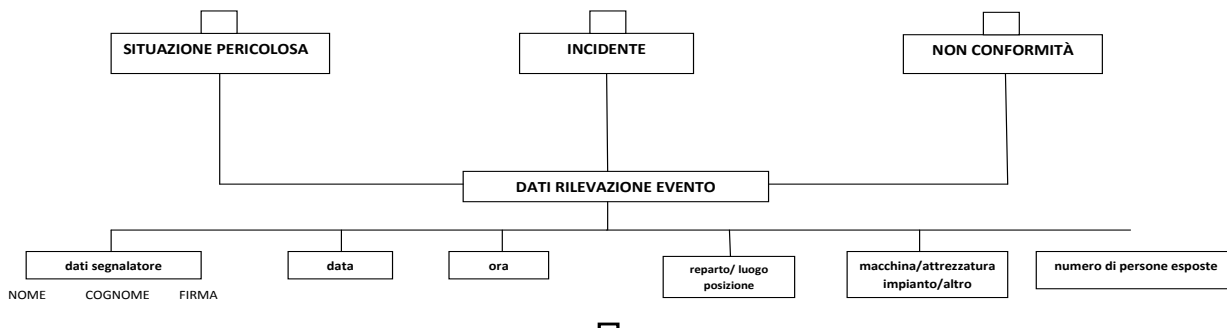 SITUAZIONE PERICOLOSA
INCIDENTE
NON CONFORMITÀ
DATI RILEVAZIONE EVENTO
dati segnalatore
data
ora
reparto/ luogo
posizione
macchina/attrezzatura
impianto/altro
numero di persone esposte
NOME COGNOME FIRMA